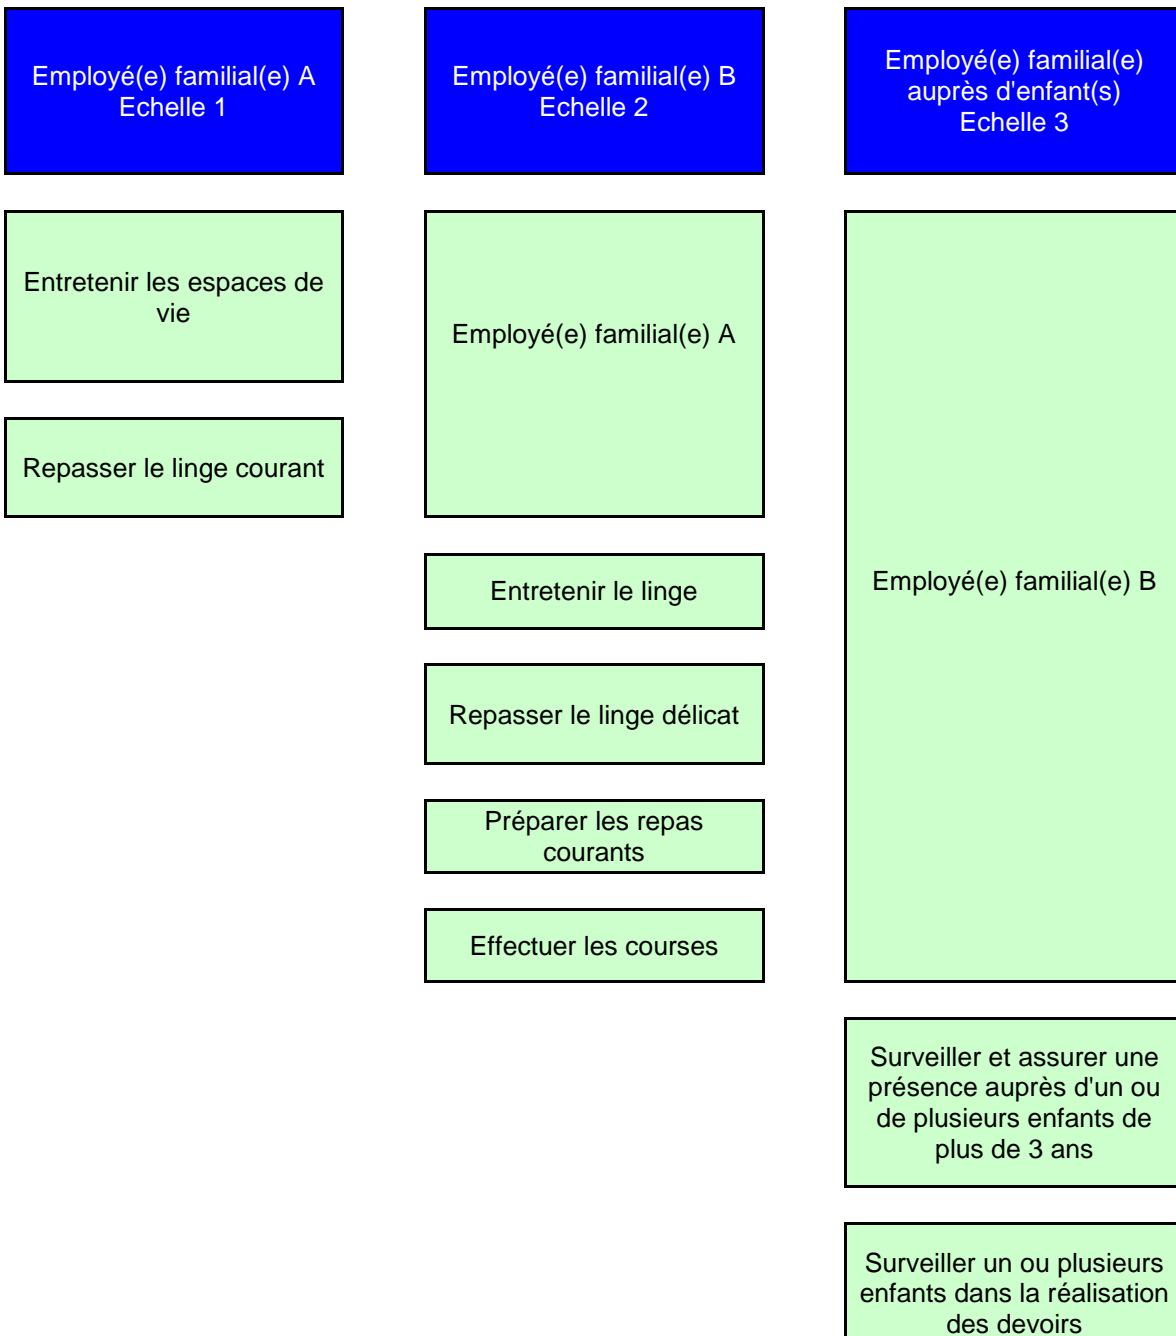 Employé(e) familial(e) A
Echelle 1
Employé(e) familial(e) B
Echelle 2
Employé(e) familial(e)
auprès d'enfant(s)
Echelle 3
Entretenir les espaces de
vie
Repasser le linge courant
Employé(e) familial(e) A
Entretenir le linge
Repasser le linge délicat
Préparer les repas
courants
Effectuer les courses
Employé(e) familial(e) B
Surveiller et assurer une
présence auprès d'un ou
de plusieurs enfants de
plus de 3 ans
Surveiller un ou plusieurs
enfants dans la réalisation
des devoirs